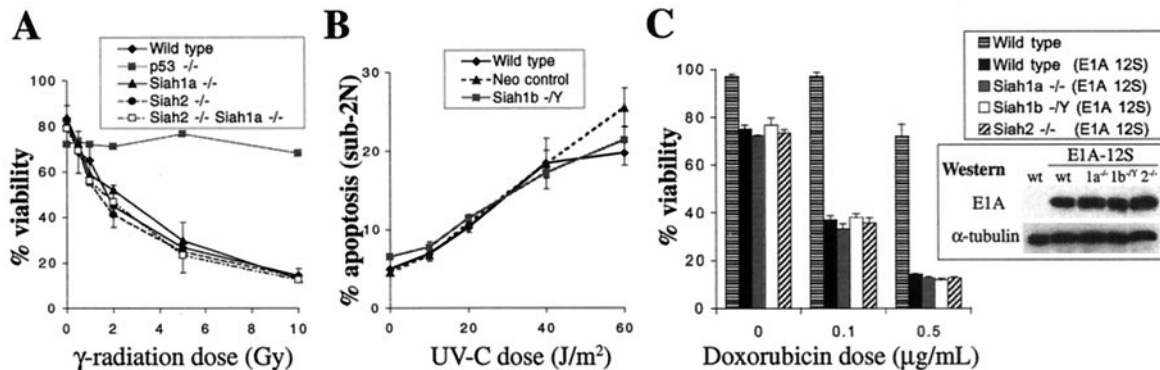 A
Wild type
p53 -/-
Siah1a -/-
Siah2 -/-
Siah2 -/- Siah1a -/-
% viability
100
80
60
40
20
0
0
2
4
6
8
10
γ-radiation dose (Gy)
B
Wild type
Neo control
Siah1b -/Y
% apoptosis (sub-2N)
30
20
10
0
0
20
40
60
UV-C dose (J/m²)
C
Wild type
Wild type (E1A 12S)
Siah1a -/- (E1A 12S)
Siah1b -/Y (E1A 12S)
Siah2 -/- (E1A 12S)
% viability
100
80
60
40
20
0
0
0.1
0.5
Doxorubicin dose (μg/mL)
E1A-12S
Western wt wt 1a-/- 1b-/Y 2-/-
E1A
α-tubulin